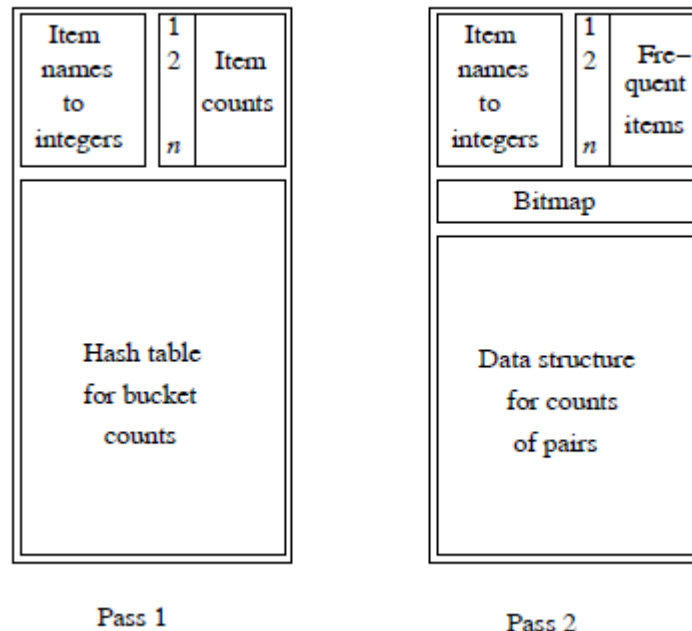 Item
names
to
integers
1
2
n
Item
counts
Hash table
for bucket
counts
Pass 1
Item
names
to
integers
1
2
n
Fre-
quent
items
Bitmap
Data structure
for counts
of pairs
Pass 2